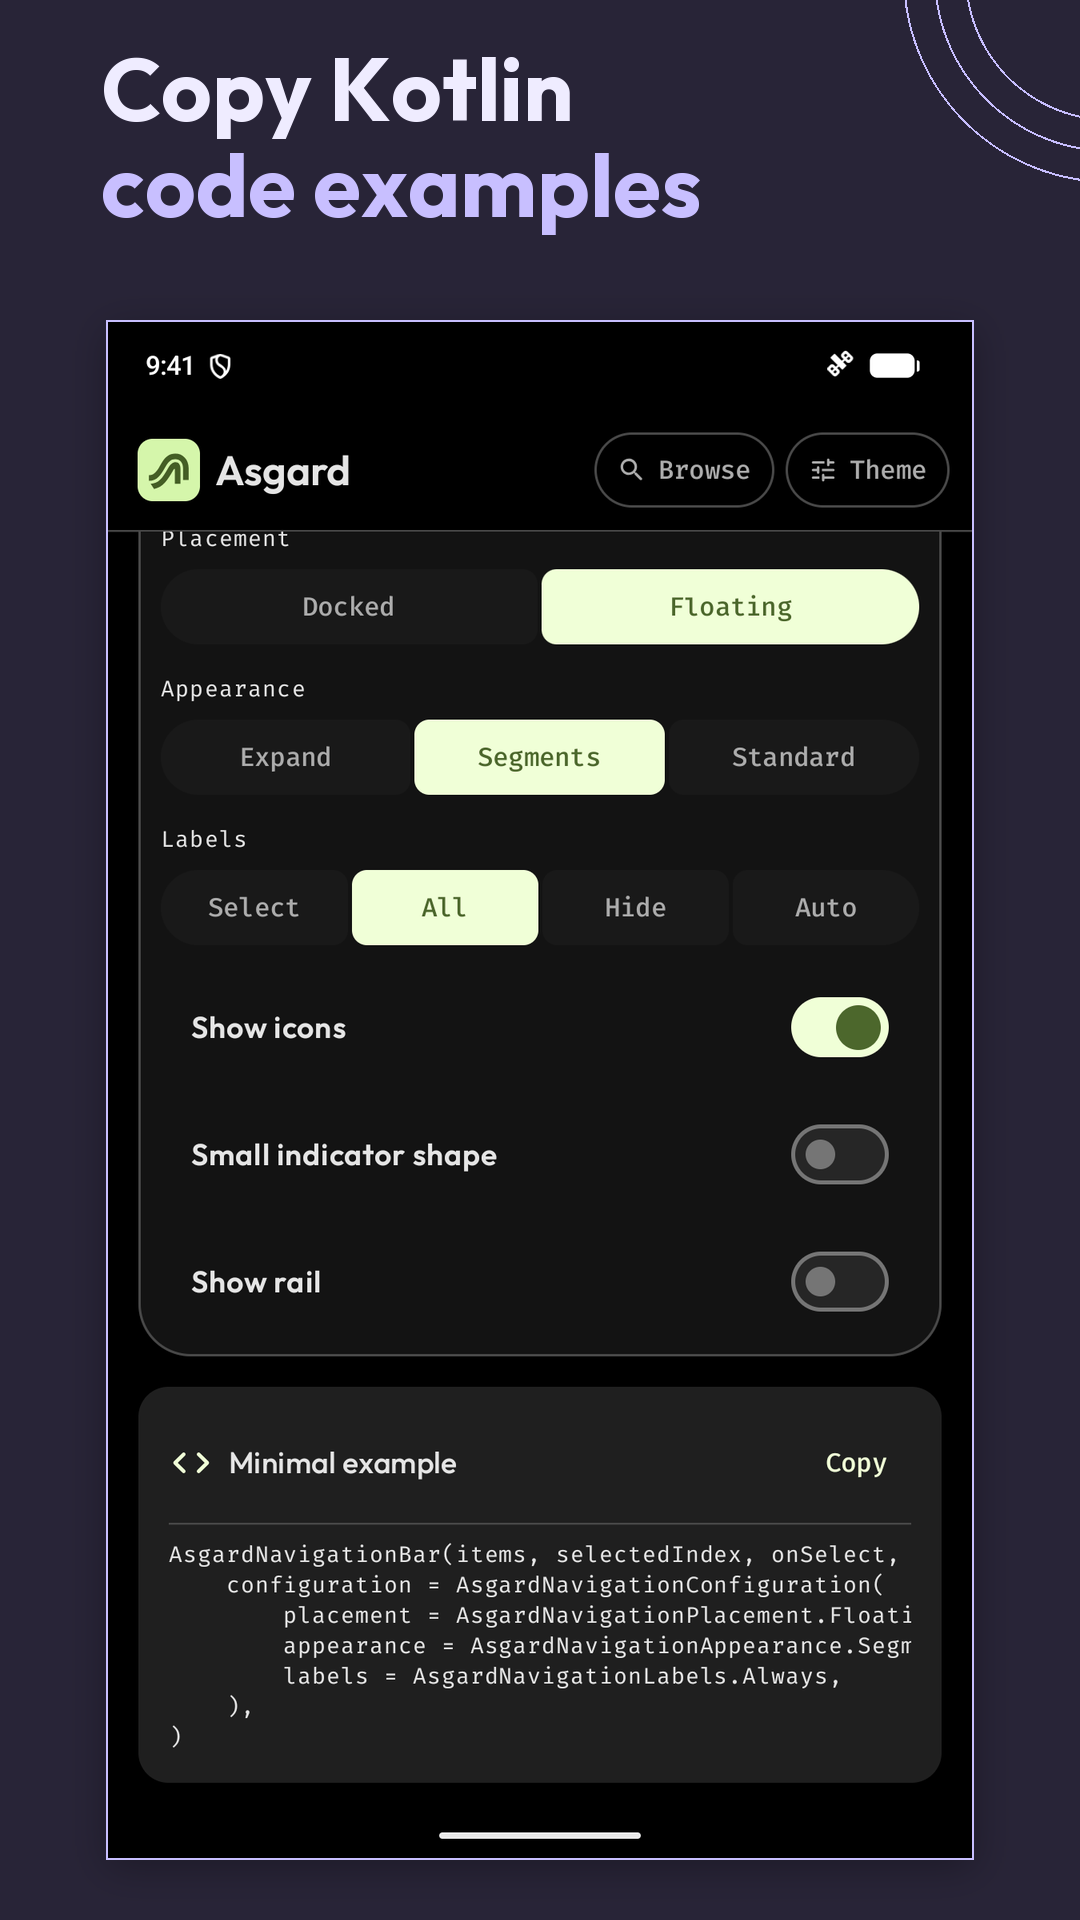 Copy Kotlin
code examples
9:41
Asgard
Browse
Theme
Placement
Docked
Floating
Appearance
Expand
Segments
Standard
Labels
Select
All
Hide
Auto
Show icons
Small indicator shape
Show rail
<> Minimal example
Copy
AsgardNavigationBar(items, selectedIndex, onSelect,
    configuration = AsgardNavigationConfiguration(
        placement = AsgardNavigationPlacement.Floati
        appearance = AsgardNavigationAppearance.Segm
        labels = AsgardNavigationLabels.Always,
    ),
)